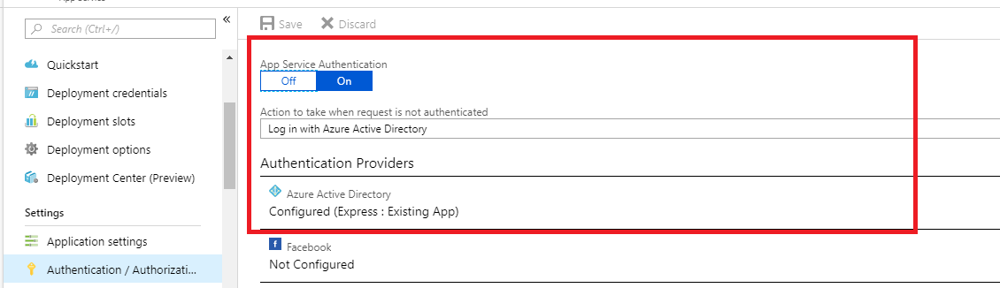 «
Search (Ctrl+/)
Quickstart
Deployment credentials
Deployment slots
Deployment options
Deployment Center (Preview)
Settings
Application settings
Authentication / Authorizati...
Save
Discard
App Service Authentication
Off
On
Action to take when request is not authenticated
Log in with Azure Active Directory
Authentication Providers
Azure Active Directory
Configured (Express : Existing App)
Facebook
Not Configured